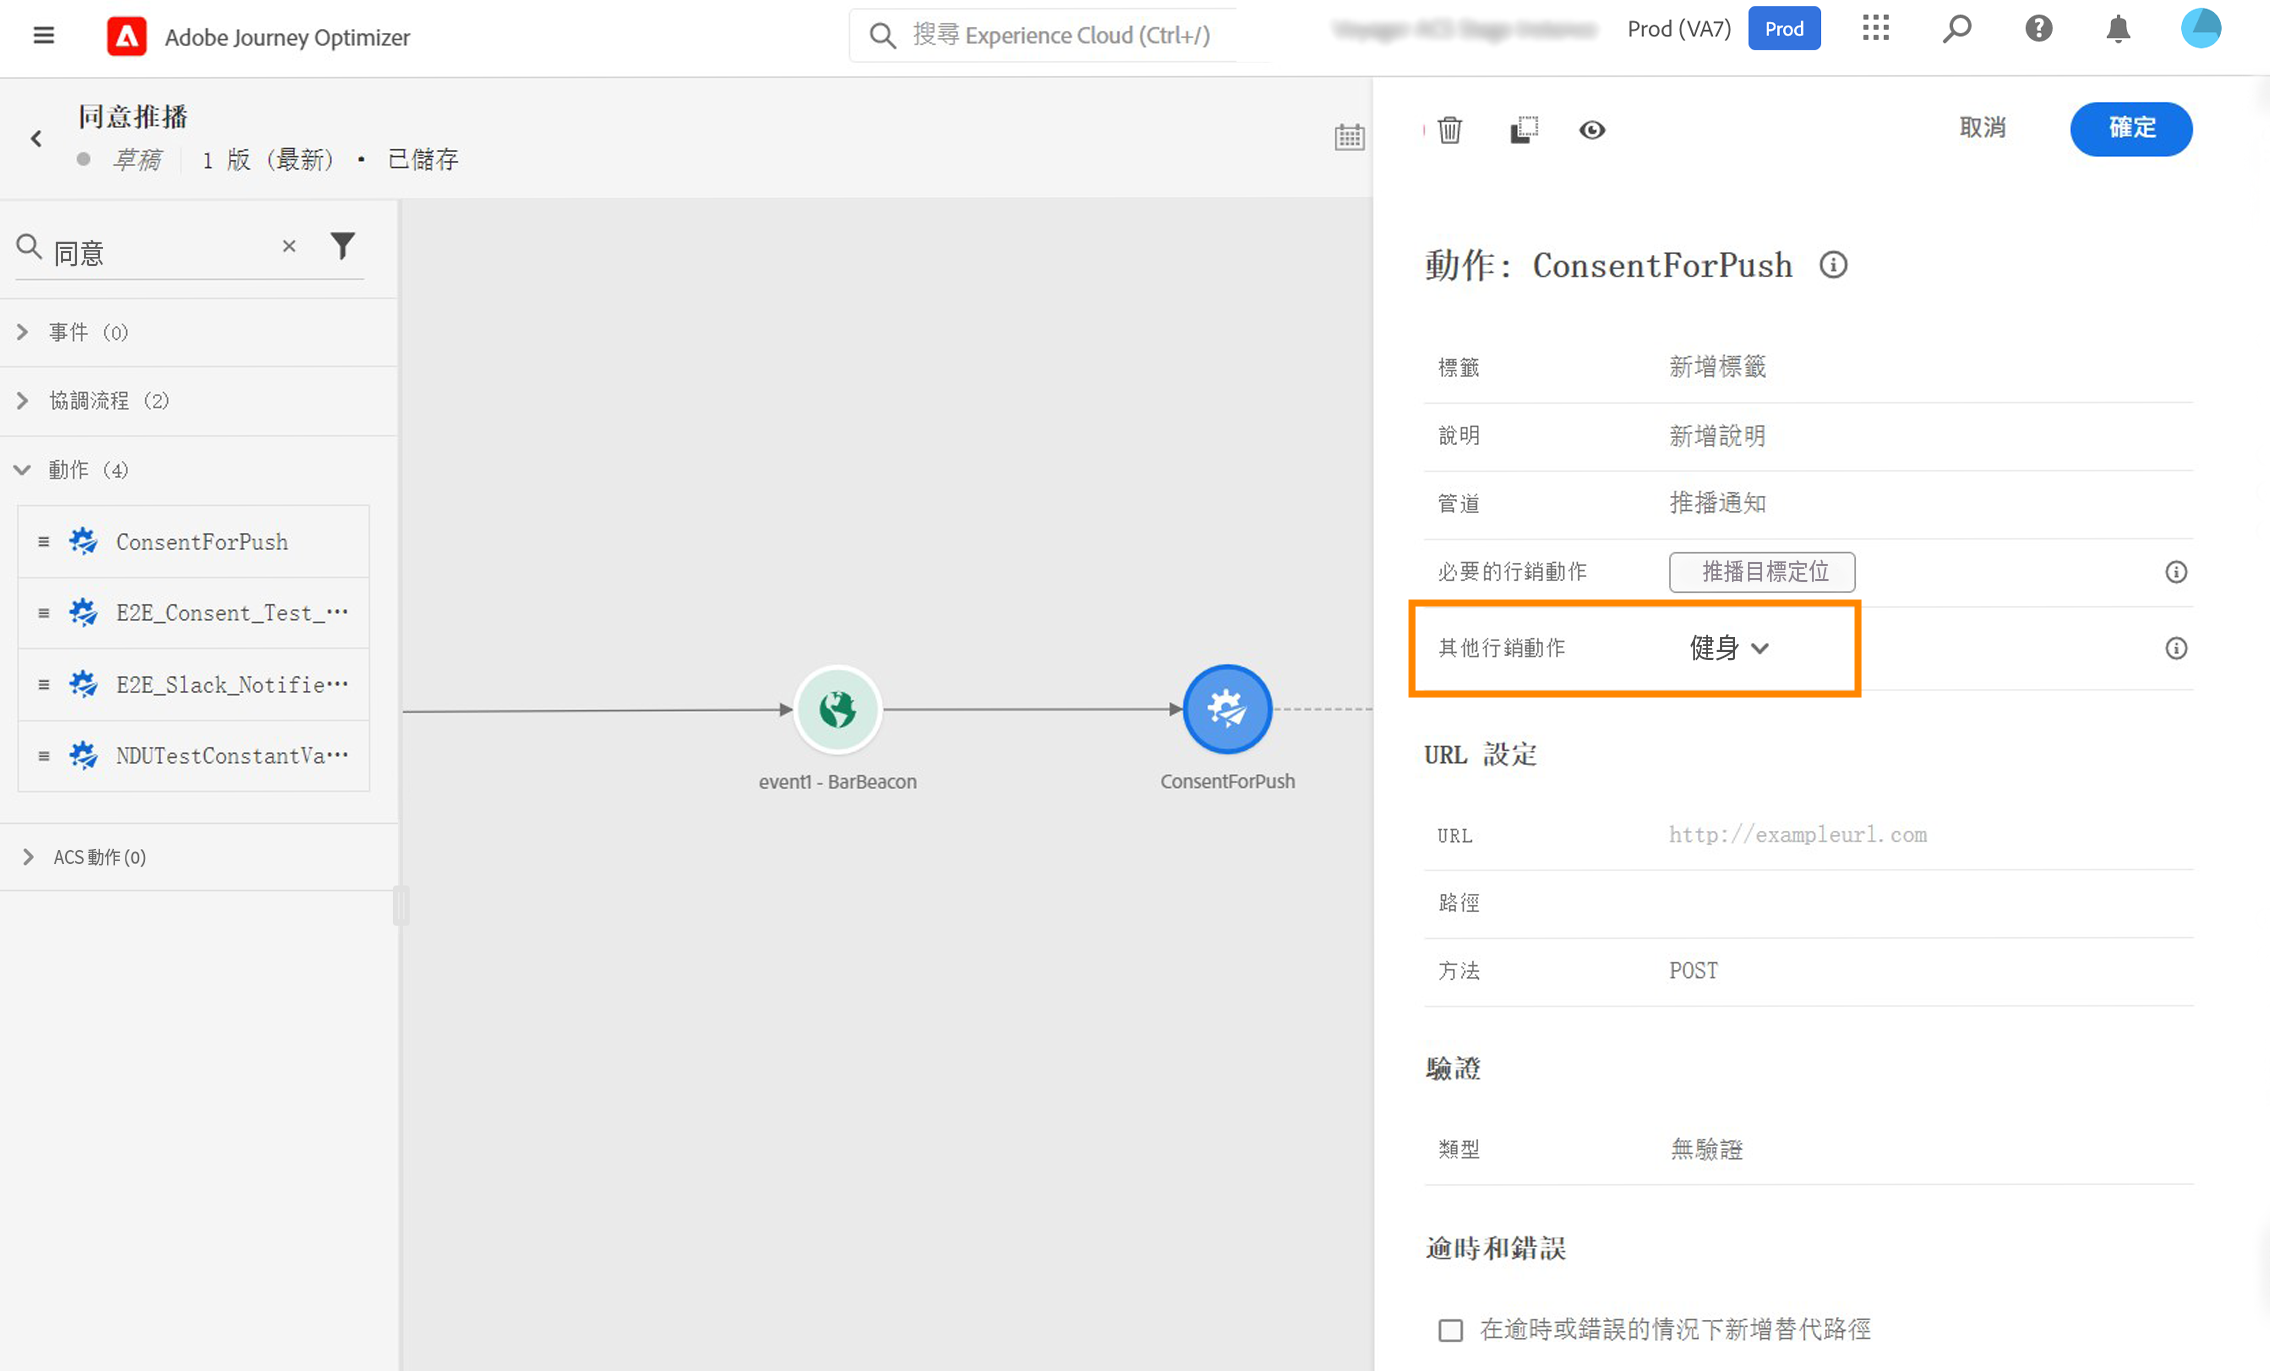 Adobe Journey Optimizer
搜尋 Experience Cloud (Ctrl+/)
Prod (VA7)
Prod
同意推播
草稿
1 版 (最新) • 已儲存
取消
確定
同意
事件 (0)
協調流程 (2)
動作 (4)
ConsentForPush
E2E_Consent_Test_···
E2E_Slack_Notifie···
NDUTestConstantVa···
ACS 動作(0)
event1 - BarBeacon
ConsentForPush
動作: ConsentForPush
標籤 新增標籤
說明 新增說明
管道 推播通知
必要的行銷動作 推播目標定位
其他行銷動作 健身
URL 設定
URL http://exampleurl.com
路徑
方法 POST
驗證
類型 無驗證
逾時和錯誤
在逾時或錯誤的情況下新增替代路徑